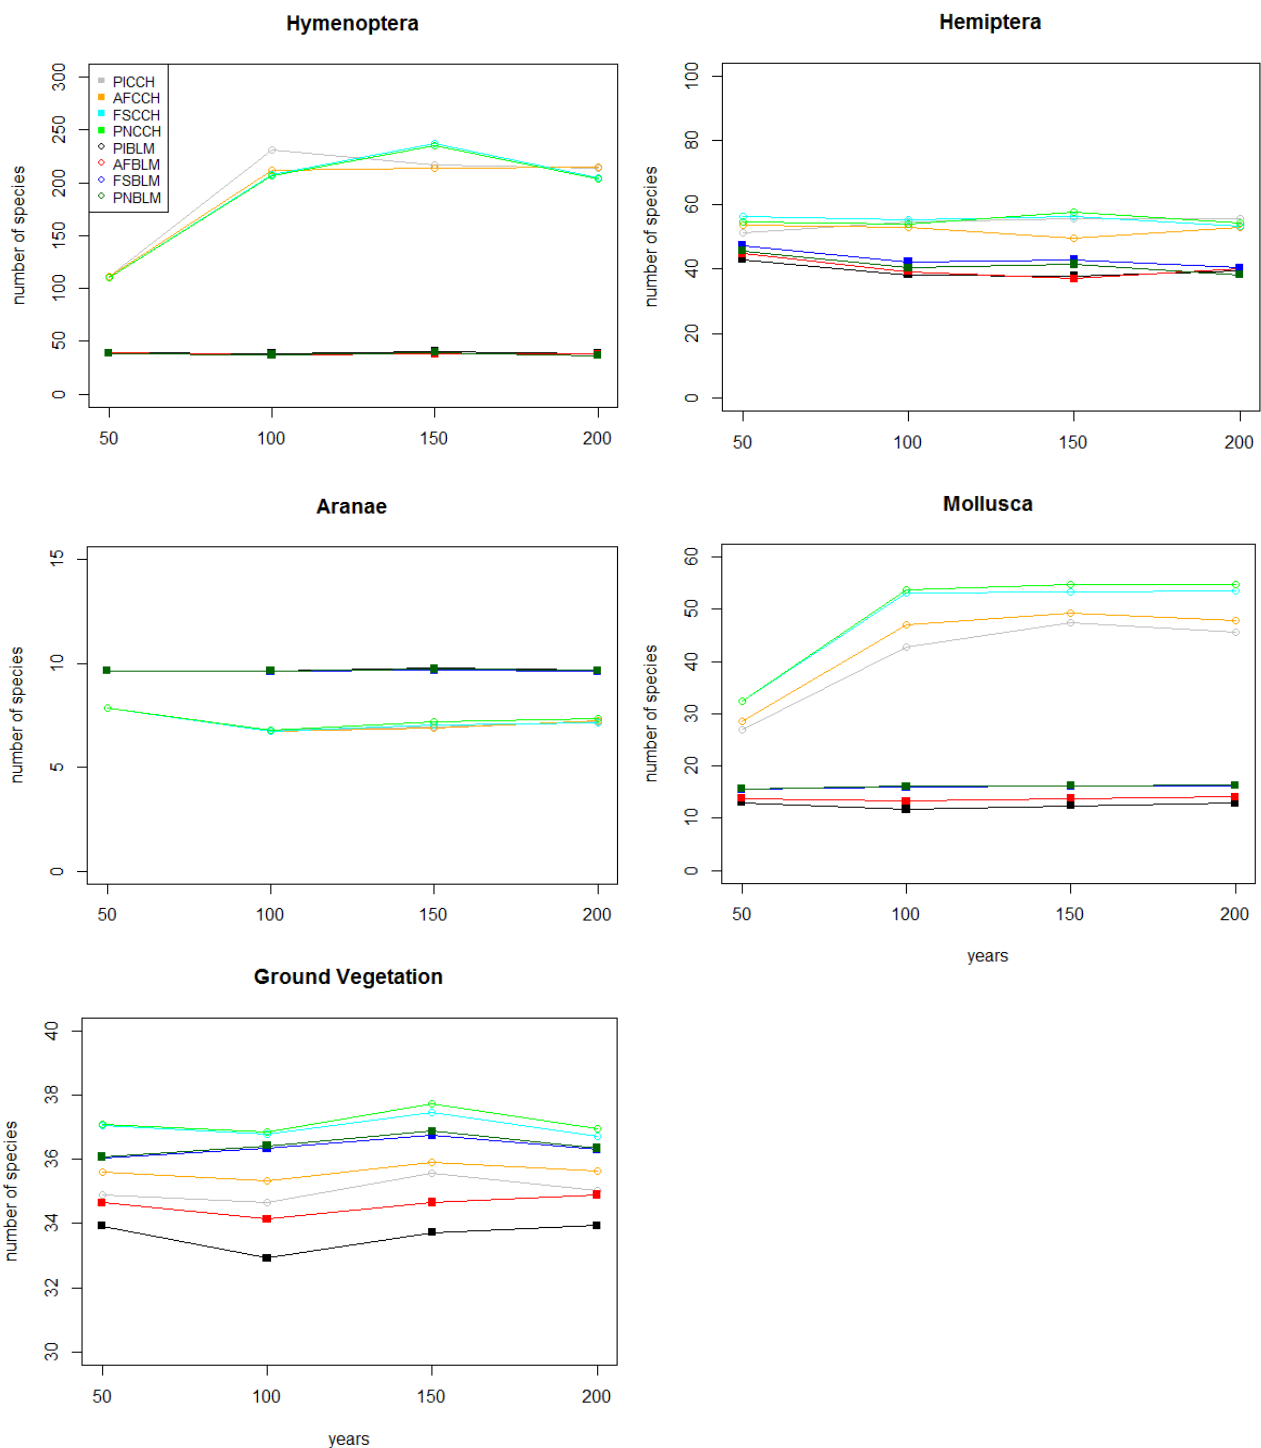 Hymenoptera
number of species
300
250
200
150
100
50
0
PICCH
AFCCH
FSCCH
PNCCH
PIBLM
AFBLM
FSBLM
PNBLM
50 100 150 200
Hemiptera
number of species
100
80
60
40
20
0
50 100 150 200
Aranae
number of species
15
10
5
0
50 100 150 200
Mollusca
number of species
60
50
40
30
20
10
0
50 100 150 200
years
Ground Vegetation
number of species
40
38
36
34
32
30
50 100 150 200
years